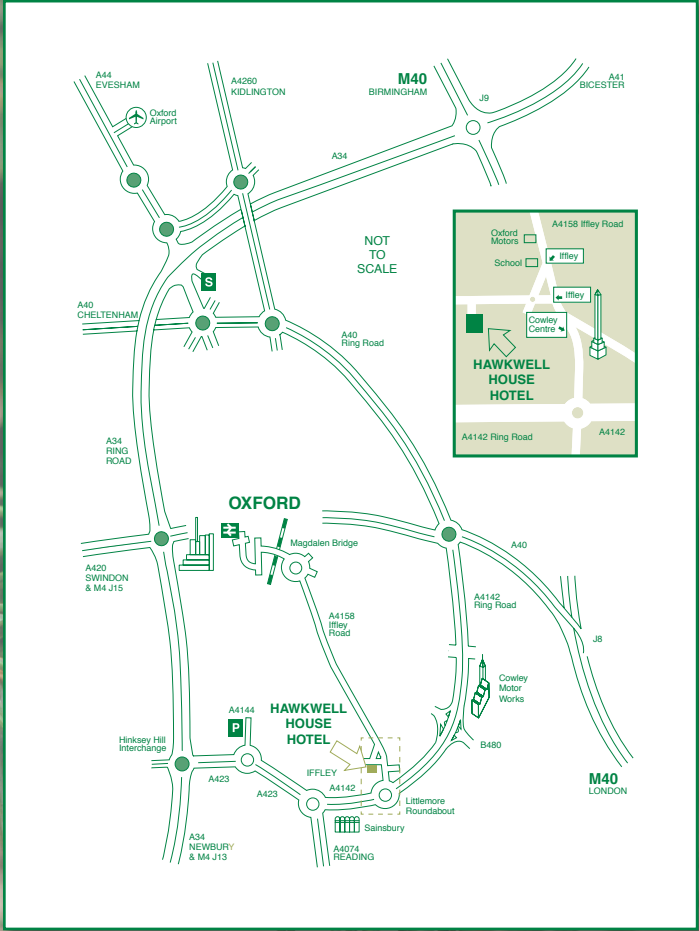 A44
EVESHAM
A4260
KIDLINGTON
M40
BIRMINGHAM
J9
A41
BICESTER
Oxford
Airport
A34
NOT
TO
SCALE
S
A40
CHELTENHAM
A40
Ring Road
A4158 Iffley Road
Oxford
Motors
School
Iffley
Iffley
Cowley
Centre
HAWKWELL
HOUSE
HOTEL
A4142 Ring Road
A4142
A34
RING
ROAD
OXFORD
Magdalen Bridge
A40
A420
SWINDON
& M4 J15
A4142
Ring Road
A4158
Iffley
Road
J8
Cowley
Motor
Works
A4144
P
HAWKWELL
HOUSE
HOTEL
Hinksey Hill
Interchange
B480
IFFLEY
A423
A423
A4142
M40
LONDON
Littlemore
Roundabout
Sainsbury
A34
NEWBURY
& M4 J13
A4074
READING